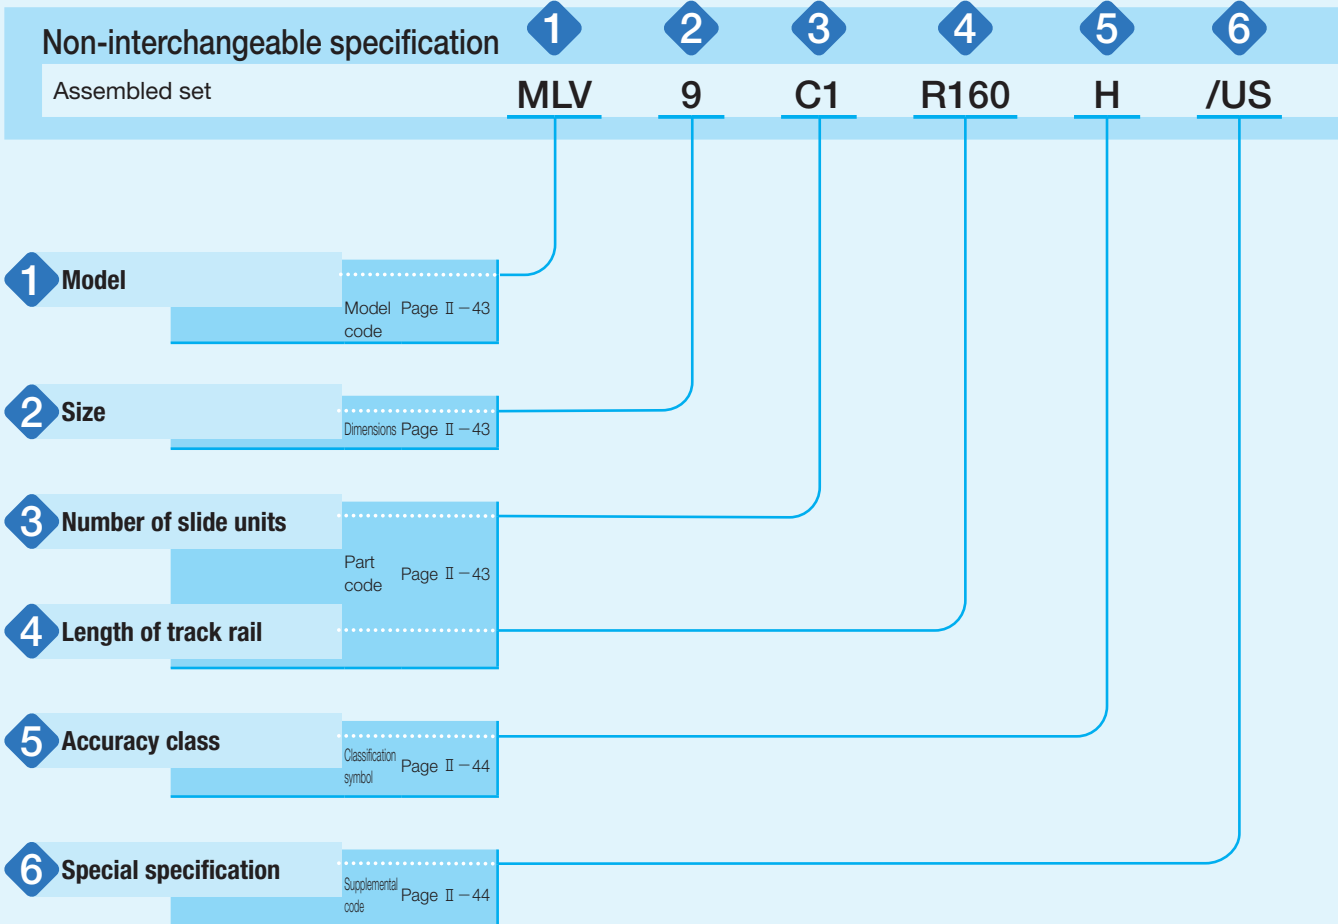 Non-interchangeable specification 1 2 3 4 5 6
Assembled set MLV 9 C1 R160 H /US
1 Model
Model code Page Ⅱ－43
2 Size
Dimensions Page Ⅱ－43
3 Number of slide units
Part code Page Ⅱ－43
4 Length of track rail
5 Accuracy class
Classification symbol Page Ⅱ－44
6 Special specification
Supplemental code Page Ⅱ－44